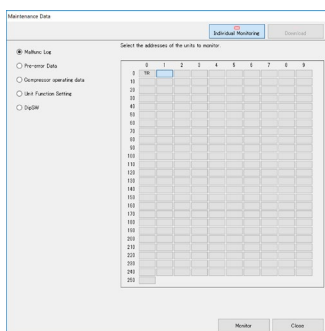 Maintenance Data
Individual Monitoring
Download
Select the addresses of the units to monitor.
Malfunc Log
Pre-error Data
Compressor operating data
Unit Function Setting
DipSW
0 1 2 3 4 5 6 7 8 9
0
10
20
30
40
50
60
70
80
90
100
110
120
130
140
150
160
170
180
190
200
210
220
230
240
250
Monitor
Close